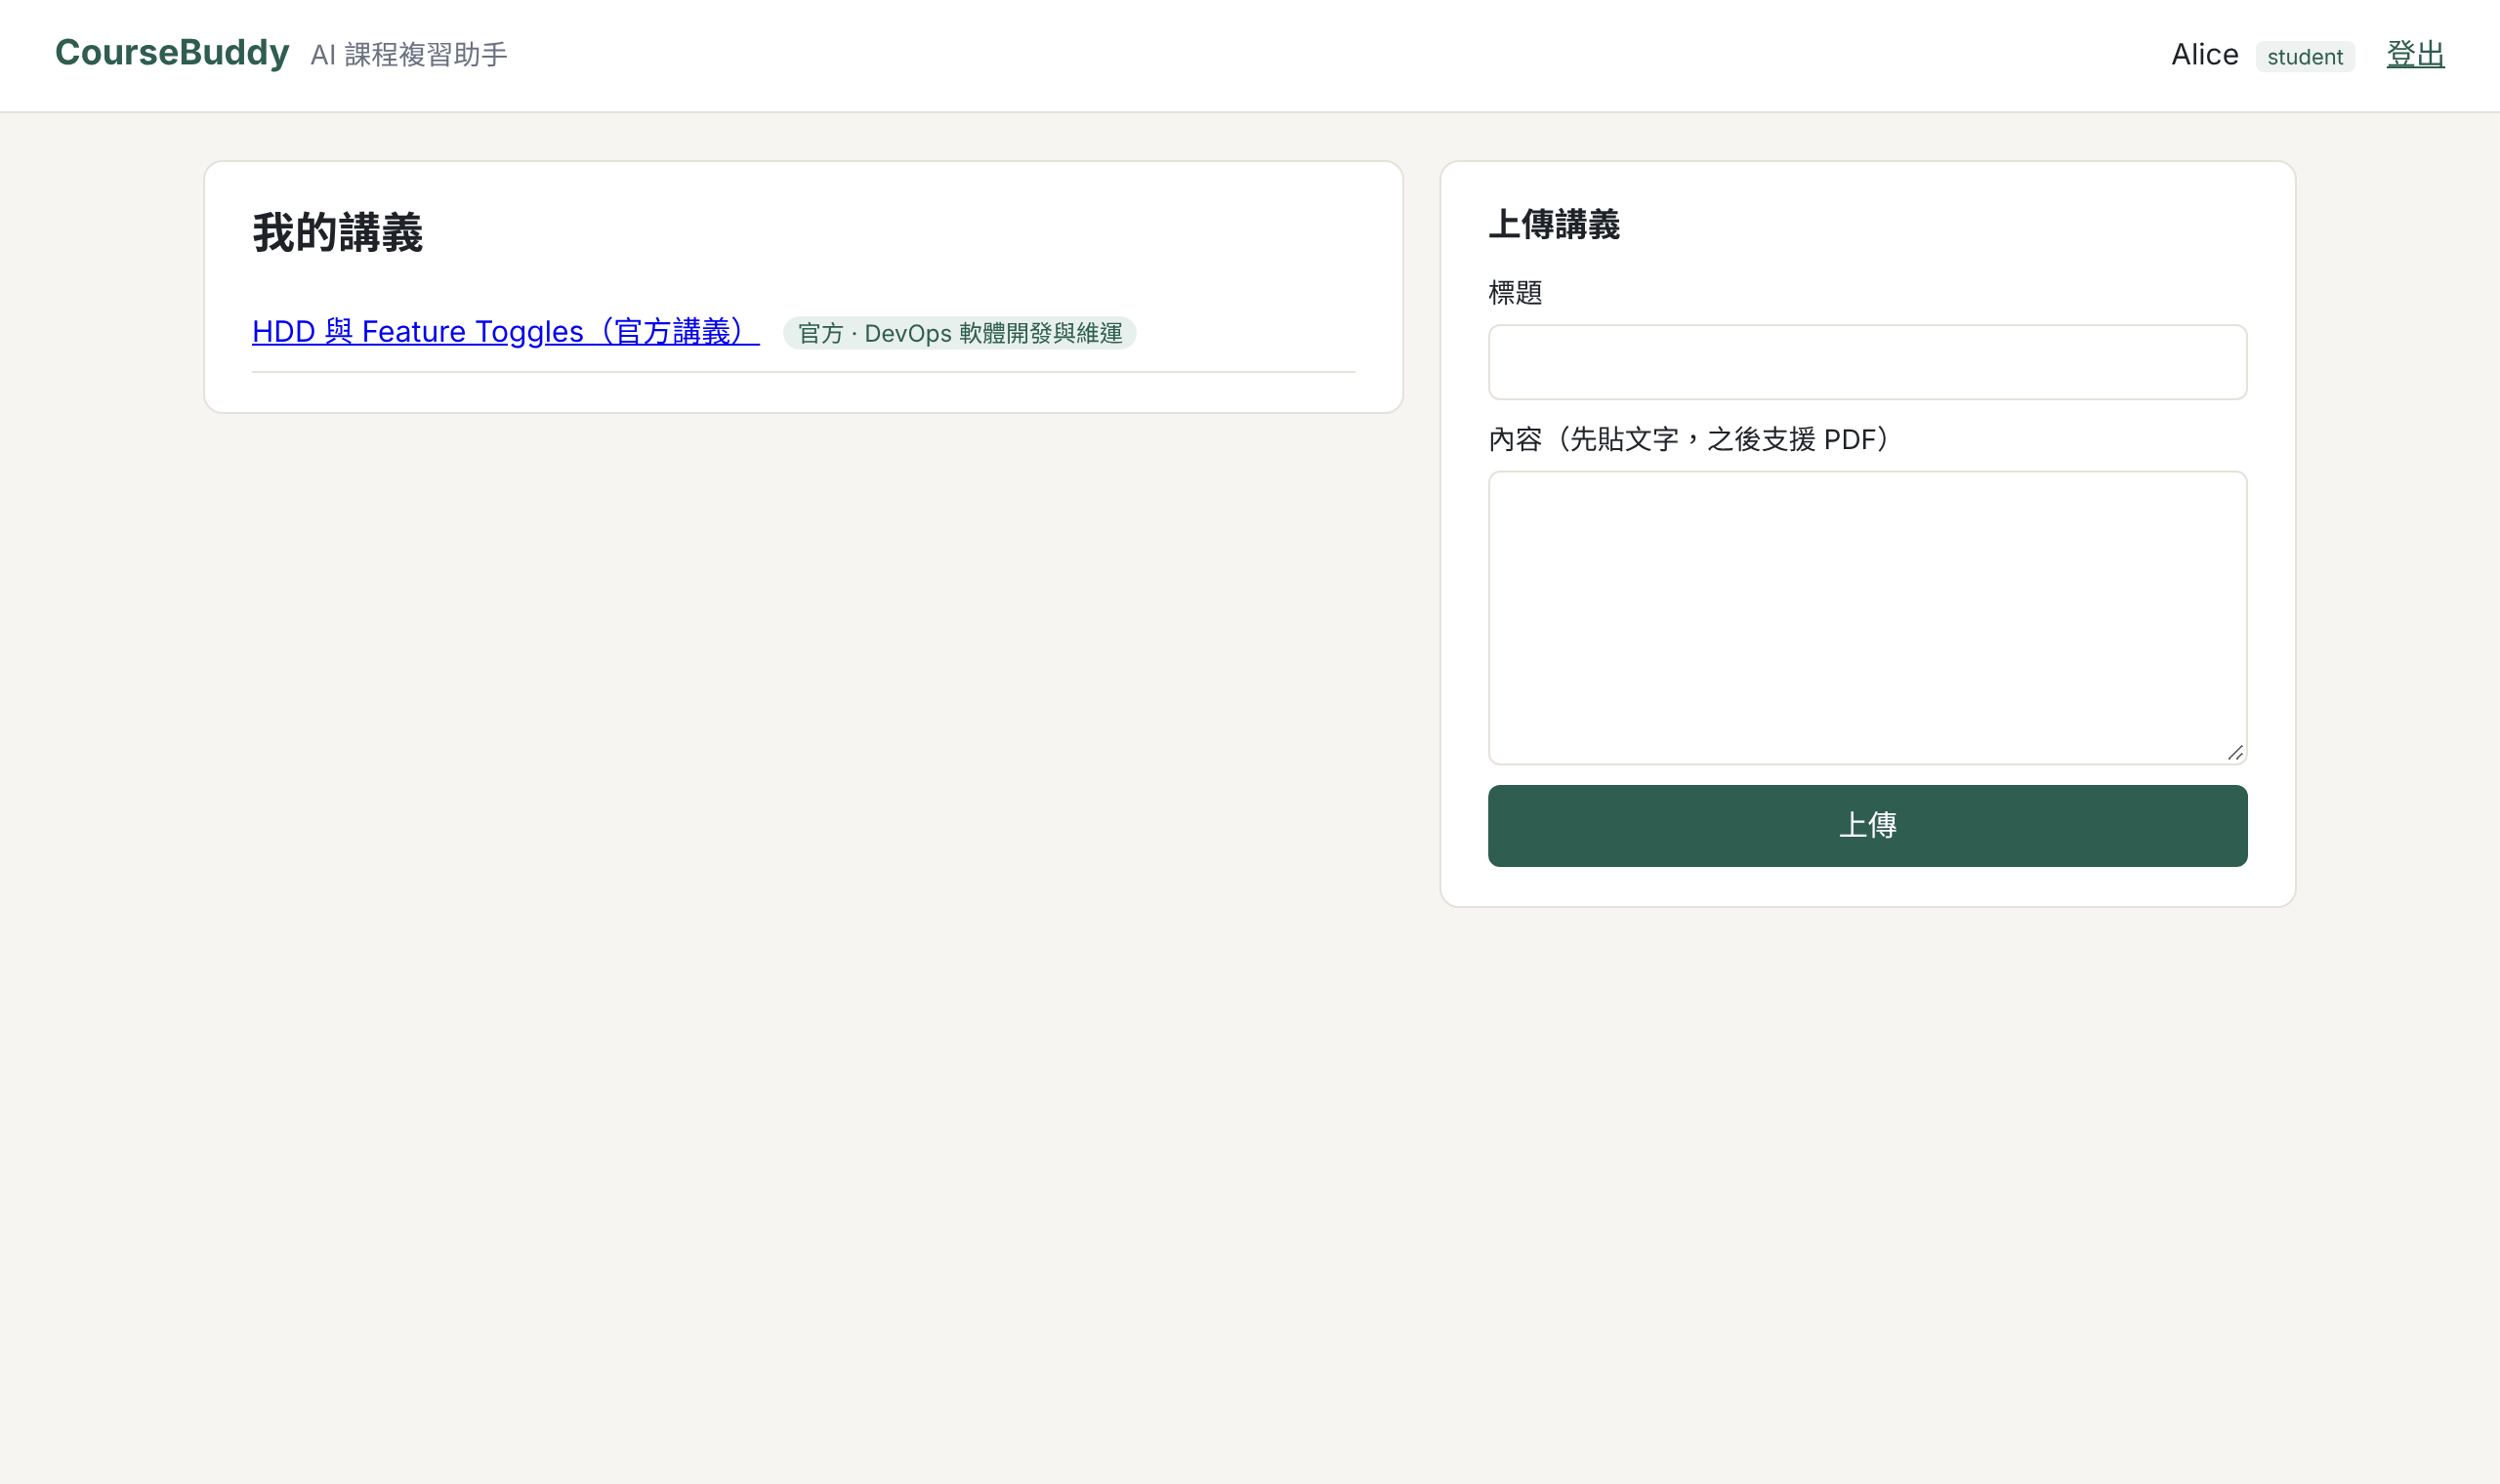 CourseBuddy AI 課程複習助手
Alice student 登出
我的講義
HDD 與 Feature Toggles（官方講義） 官方 · DevOps 軟體開發與維運
上傳講義
標題
內容（先貼文字，之後支援 PDF）
上傳